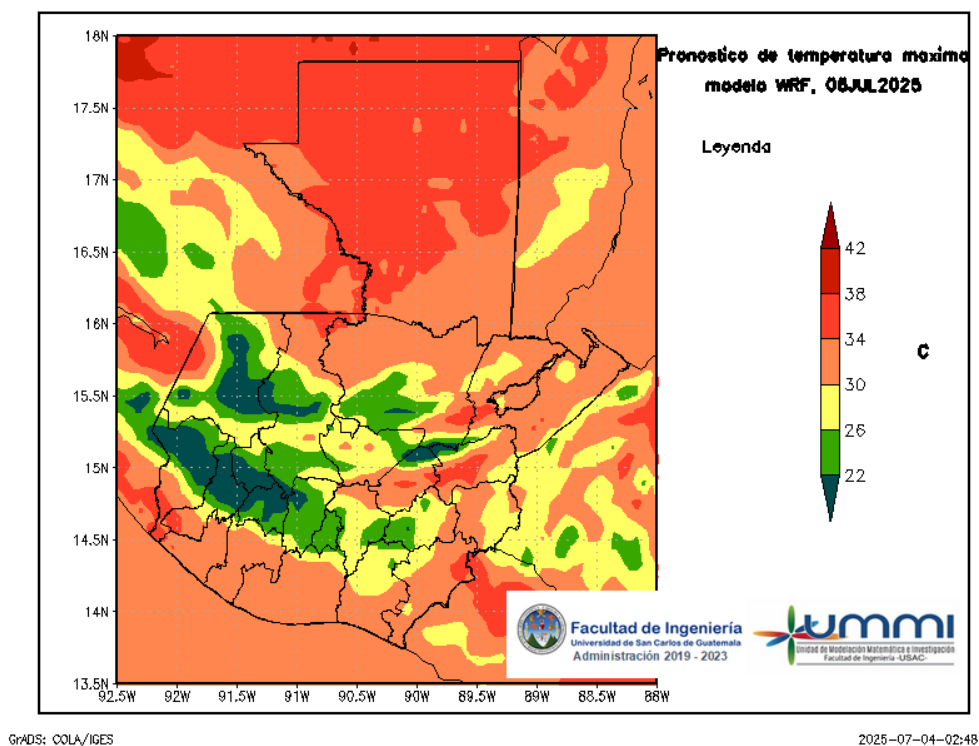 Pronostico de temperatura maxima
modelo WRF, 06JUL2025
Leyenda
42
38
34
30
26
22
C
18N
17.5N
17N
16.5N
16N
15.5N
15N
14.5N
14N
13.5N
92.5W 92W 91.5W 91W 90.5W 90W 89.5W 89W 88.5W 88W
Facultad de Ingeniería
Universidad de San Carlos de Guatemala
Administración 2019 - 2023
ummi
Unidad de Modelación Matemática e Investigación
Facultad de Ingeniería -USAC-
GrADS: COLA/IGES
2025-07-04-02:48